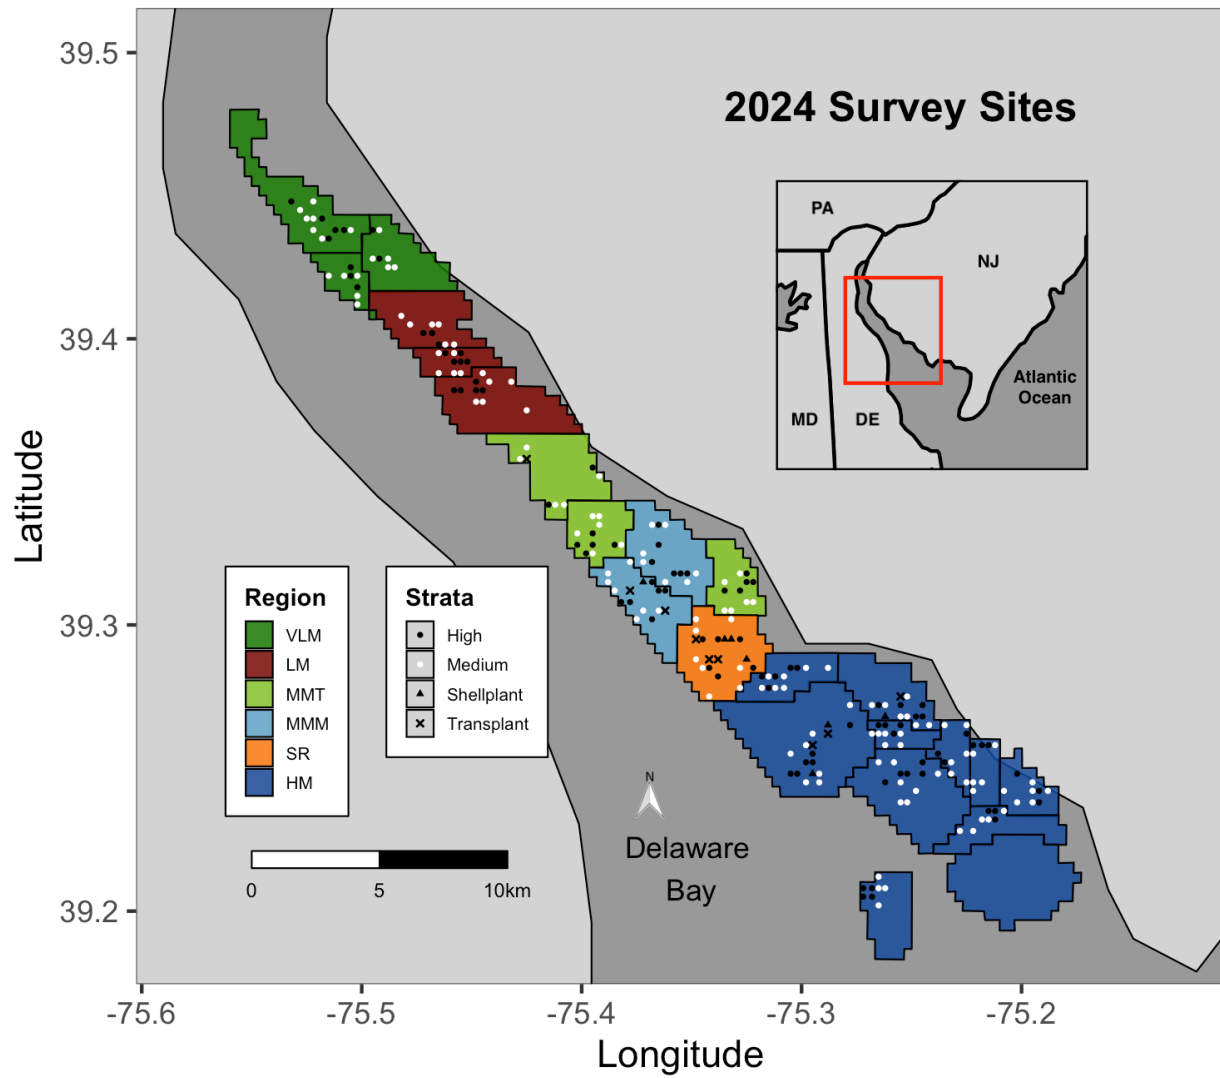 2024 Survey Sites
39.5
39.4
39.3
39.2
Latitude
PA
NJ
MD
DE
Atlantic
Ocean
Region
VLM
LM
MMT
MMM
SR
HM
Strata
High
Medium
Shellplant
Transplant
N
Delaware
Bay
0 5 10km
-75.6 -75.5 -75.4 -75.3 -75.2
Longitude